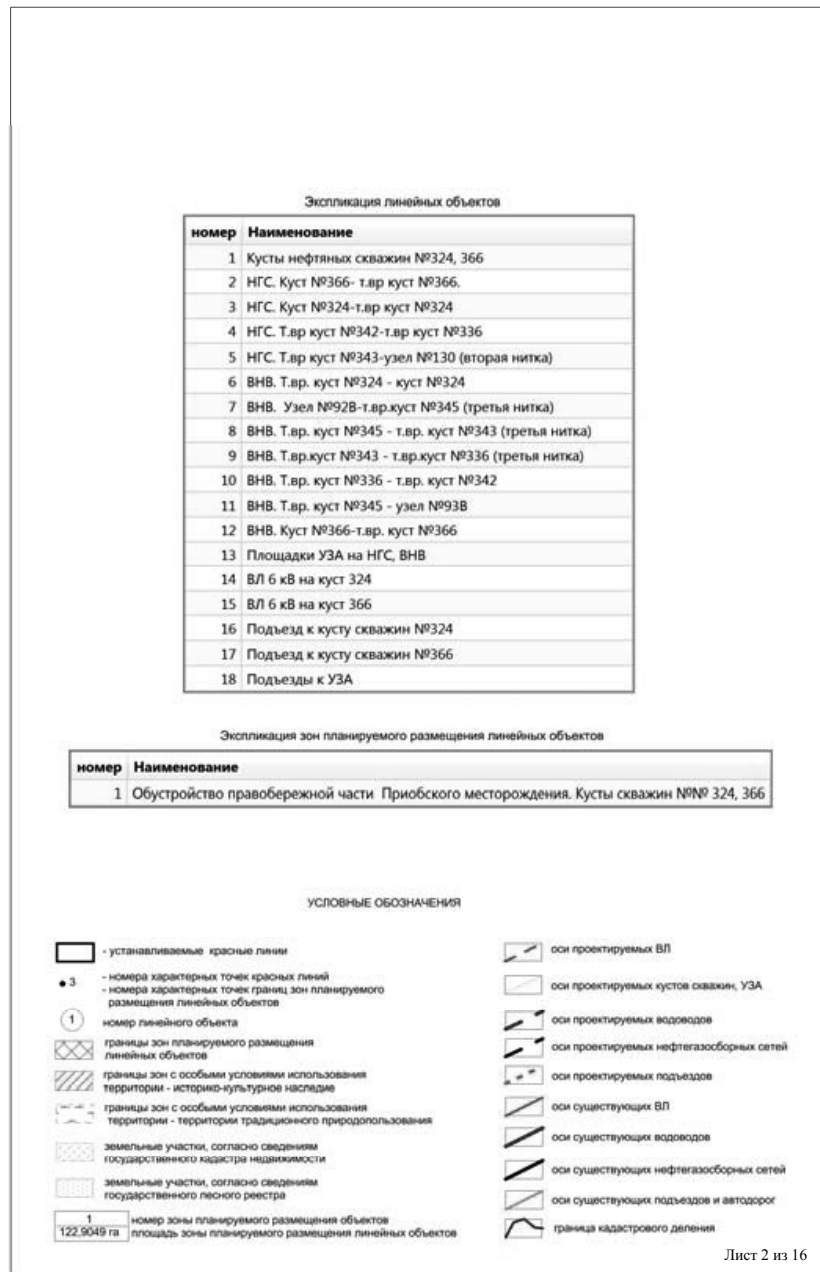 Экспликация линейных объектов
номер Наименование
1 Кусты нефтяных скважин №324, 366
2 НГС. Куст №366- т.вр куст №366.
3 НГС. Куст №324-т.вр куст №324
4 НГС. Т.вр куст №342-т.вр куст №336
5 НГС. Т.вр куст №343-узел №130 (вторая нитка)
6 ВНВ. Т.вр. куст №324 - куст №324
7 ВНВ. Узел №92В-т.вр.куст №345 (третья нитка)
8 ВНВ. Т.вр. куст №345 - т.вр. куст №343 (третья нитка)
9 ВНВ. Т.вр.куст №343 - т.вр.куст №336 (третья нитка)
10 ВНВ. Т.вр. куст №336 - т.вр. куст №342
11 ВНВ. Т.вр. куст №345 - узел №93В
12 ВНВ. Куст №366-т.вр. куст №366
13 Площадки УЗА на НГС, ВНВ
14 ВЛ 6 кВ на куст 324
15 ВЛ 6 кВ на куст 366
16 Подъезд к кусту скважин №324
17 Подъезд к кусту скважин №366
18 Подъезды к УЗА
Экспликация зон планируемого размещения линейных объектов
номер Наименование
1 Обустройство правобережной части Приобского месторождения. Кусты скважин №№ 324, 366
УСЛОВНЫЕ ОБОЗНАЧЕНИЯ
- устанавливаемые красные линии
3
- номера характерных точек красных линий
- номера характерных точек границ зон планируемого
размещения линейных объектов
1 номер линейного объекта
границы зон планируемого размещения
линейных объектов
границы зон с особыми условиями использования
территории - историко-культурное наследие
границы зон с особыми условиями использования
территории - территории традиционного природопользования
земельные участки, согласно сведениям
государственного кадастра недвижимости
земельные участки, согласно сведениям
государственного лесного реестра
1 номер зоны планируемого размещения объектов
122,9049 га площадь зоны планируемого размещения линейных объектов
оси проектируемых ВЛ
оси проектируемых кустов скважин, УЗА
оси проектируемых водоводов
оси проектируемых нефтегазосборных сетей
оси проектируемых подъездов
оси существующих ВЛ
оси существующих водоводов
оси существующих нефтегазосборных сетей
оси существующих подъездов и автодорог
граница кадастрового деления
Лист 2 из 16